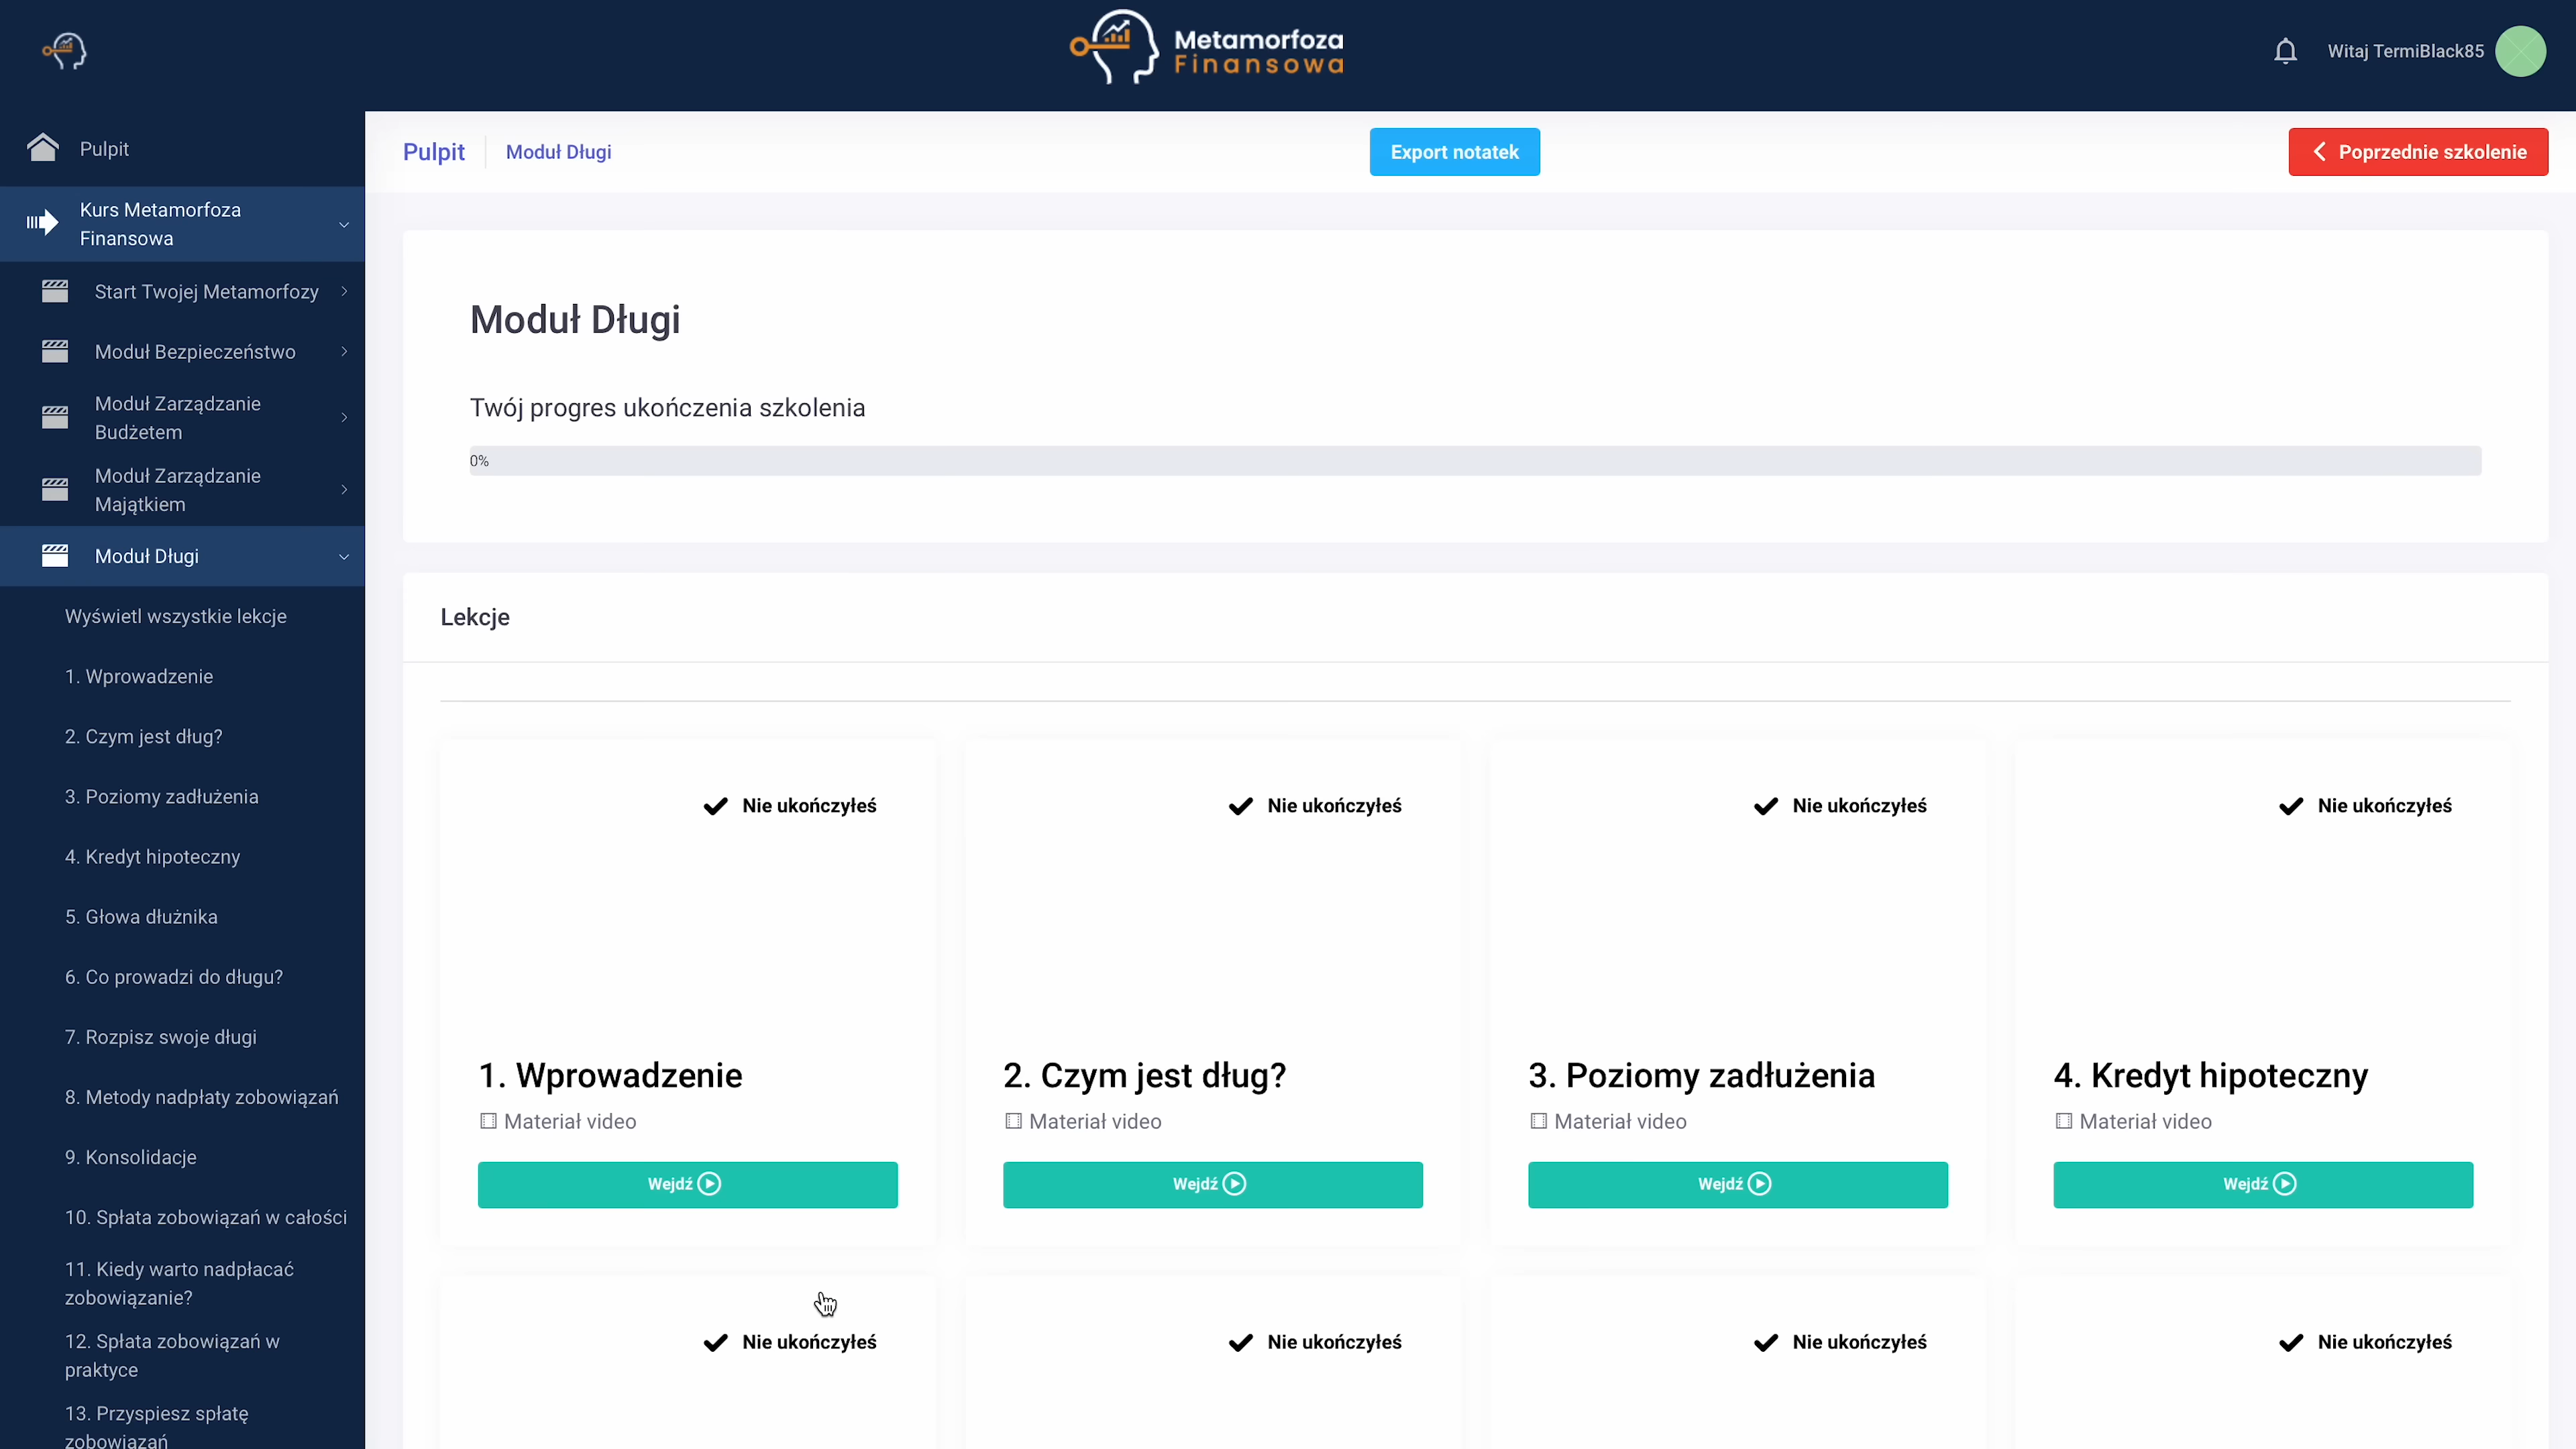 Metamorfoza
Finansowa
Witaj TermiBlack85
Pulpit
Kurs Metamorfoza
Finansowa
Start Twojej Metamorfozy
Moduł Bezpieczeństwo
Moduł Zarządzanie
Budżetem
Moduł Zarządzanie
Majątkiem
Moduł Długi
Wyświetl wszystkie lekcje
1. Wprowadzenie
2. Czym jest dług?
3. Poziomy zadłużenia
4. Kredyt hipoteczny
5. Głowa dłużnika
6. Co prowadzi do długu?
7. Rozpisz swoje długi
8. Metody nadpłaty zobowiązań
9. Konsolidacje
10. Spłata zobowiązań w całości
11. Kiedy warto nadpłacać
zobowiązanie?
12. Spłata zobowiązań w
praktyce
13. Przyspiesz spłatę
zobowiązań
Pulpit
Moduł Długi
Export notatek
Poprzednie szkolenie
Moduł Długi
Twój progres ukończenia szkolenia
0%
Lekcje
Nie ukończyłeś
1. Wprowadzenie
Materiał video
Wejdź
Nie ukończyłeś
2. Czym jest dług?
Materiał video
Wejdź
Nie ukończyłeś
3. Poziomy zadłużenia
Materiał video
Wejdź
Nie ukończyłeś
4. Kredyt hipoteczny
Materiał video
Wejdź
Nie ukończyłeś
Nie ukończyłeś
Nie ukończyłeś
Nie ukończyłeś